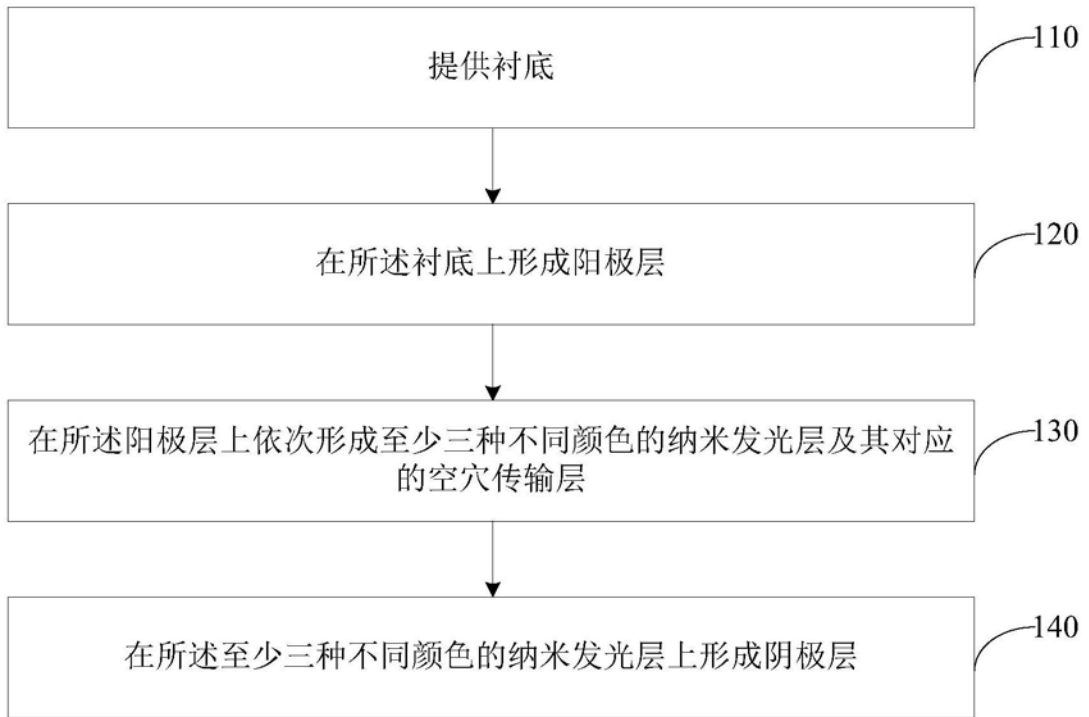 提供衬底
110
在所述衬底上形成阳极层
120
在所述阳极层上依次形成至少三种不同颜色的纳米发光层及其对应
的空穴传输层
130
在所述至少三种不同颜色的纳米发光层上形成阴极层
140